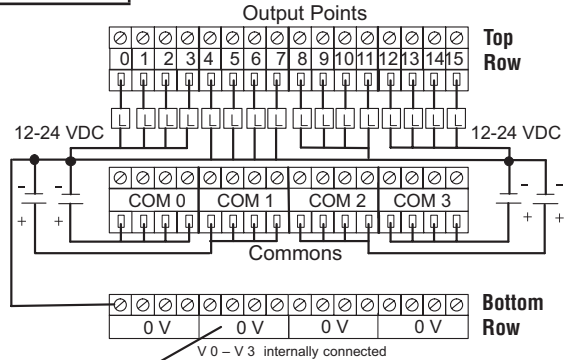 Output Points
Top
Row
0 1 2 3 4 5 6 7 8 9 10 11 12 13 14 15
L L L L L L L L L L L L L L L L
12-24 VDC 12-24 VDC
- - - -
COM 0 COM 1 COM 2 COM 3
+ + + +
Commons
Bottom
Row
0 V 0 V 0 V 0 V
V 0 – V 3 internally connected